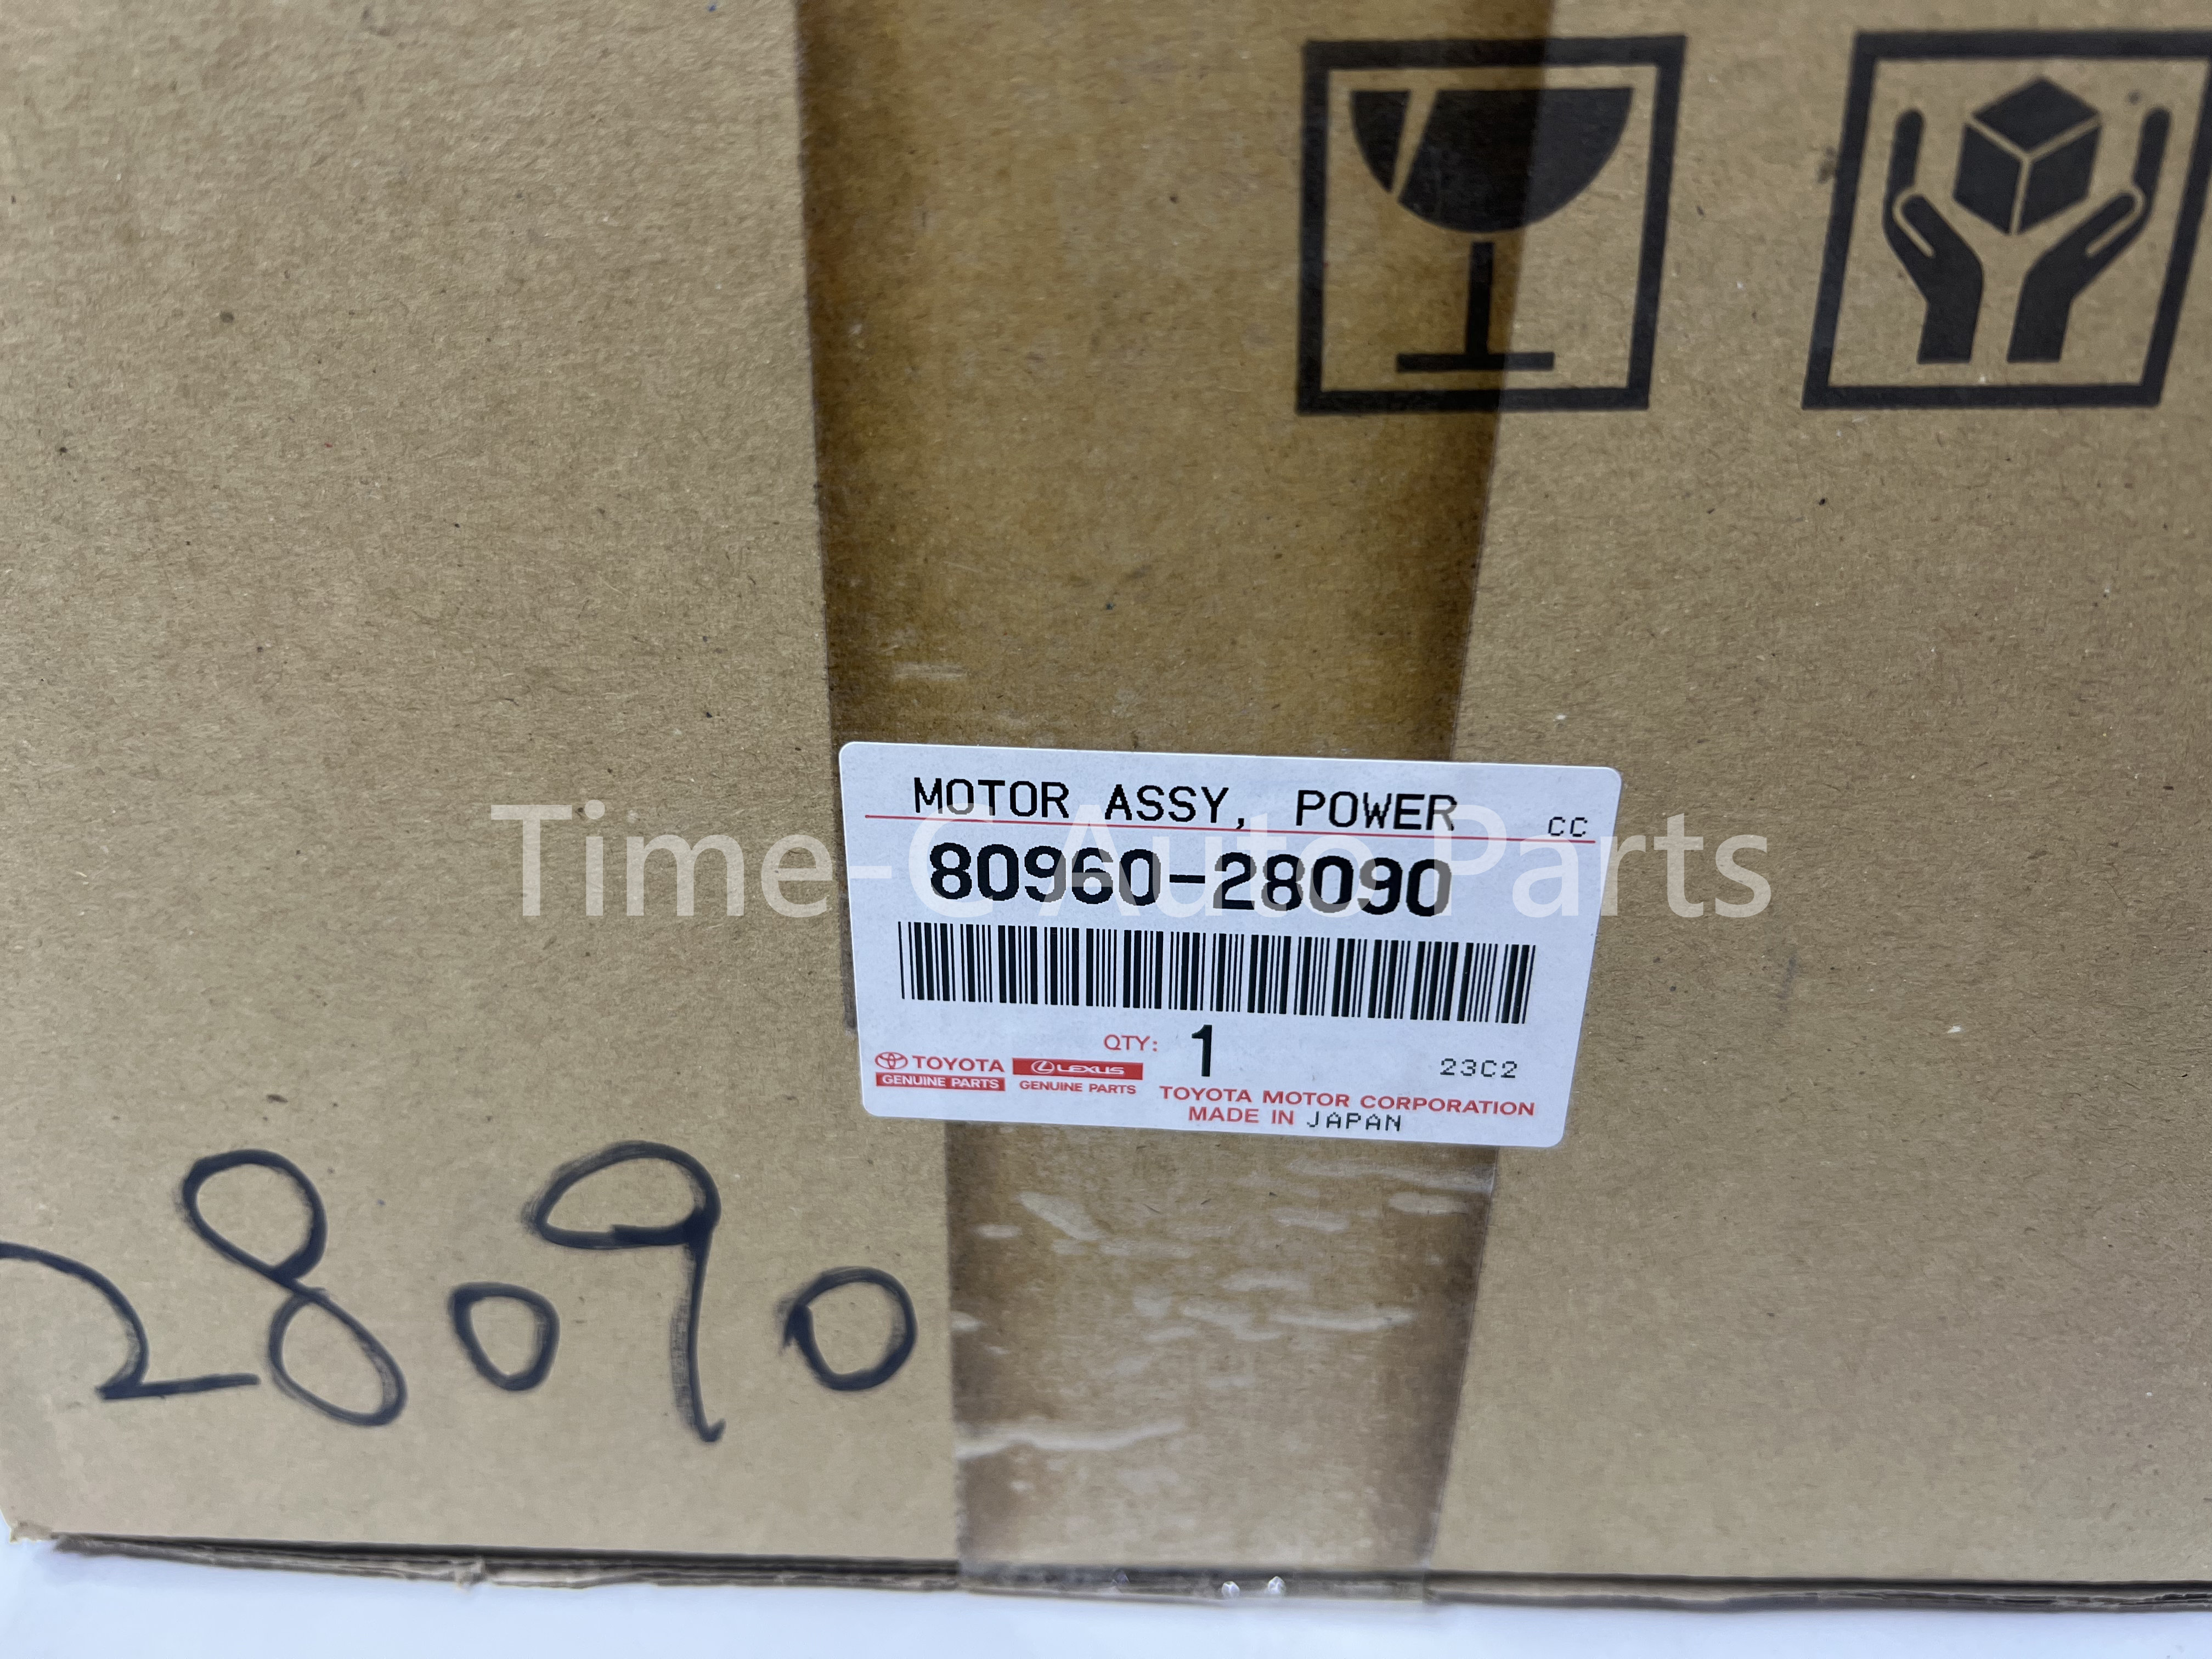 MOTOR ASSY, POWER CC
Time-C Auto Parts
80960-28090
QTY: 1
TOYOTA
GENUINE PARTS
LEXUS
GENUINE PARTS
23C2
TOYOTA MOTOR CORPORATION
MADE IN JAPAN
28090